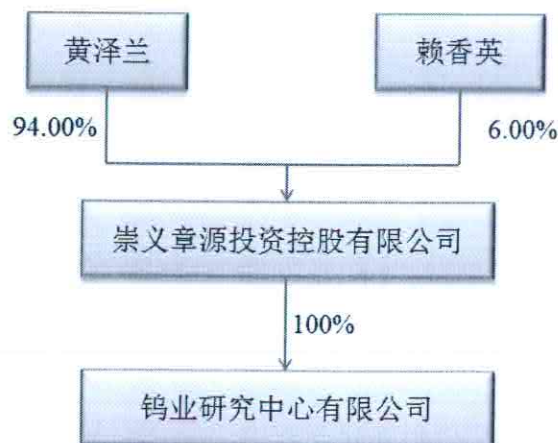 黄泽兰
赖香英
94.00%
6.00%
崇义章源投资控股有限公司
100%
钨业研究中心有限公司